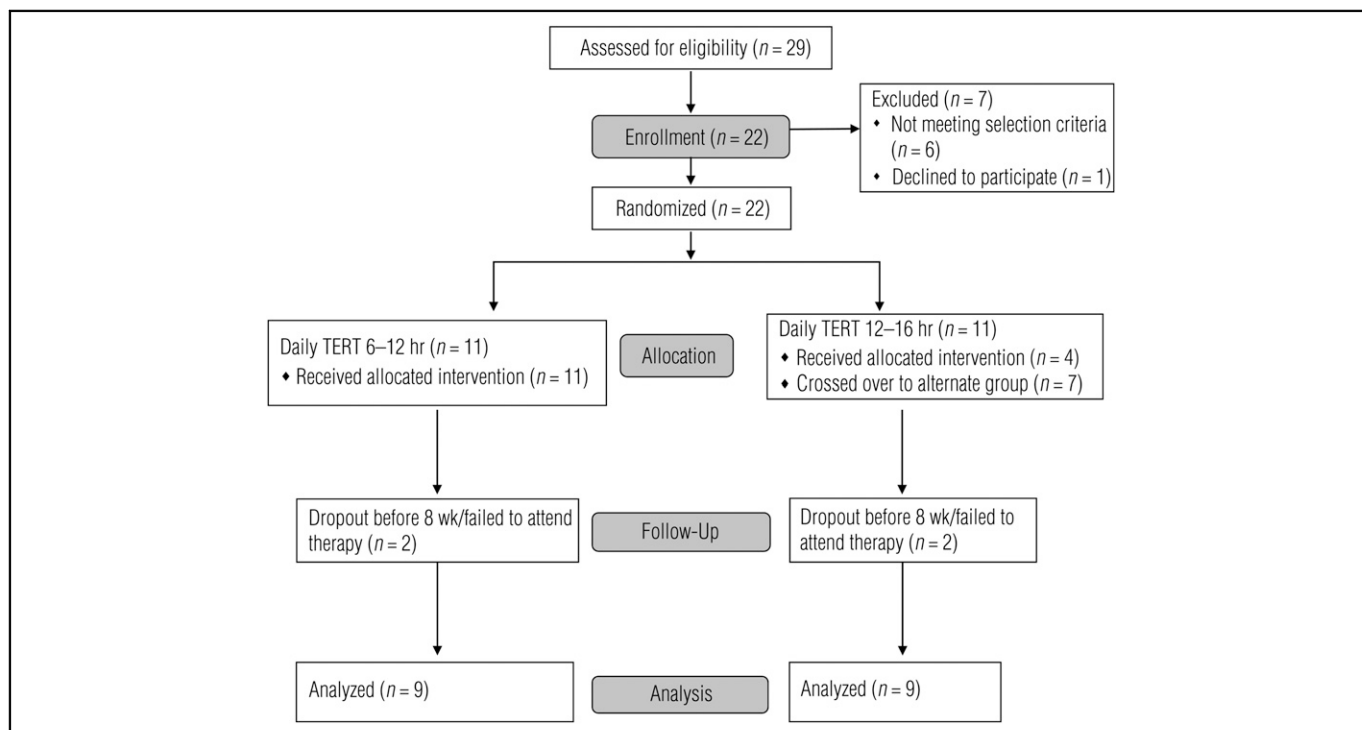 Assessed for eligibility (n = 29)
Excluded (n = 7)
♦ Not meeting selection criteria
(n = 6)
♦ Declined to participate (n = 1)
Enrollment (n = 22)
Randomized (n = 22)
Daily TERT 6–12 hr (n = 11)
♦ Received allocated intervention (n = 11)
Allocation
Daily TERT 12–16 hr (n = 11)
♦ Received allocated intervention (n = 4)
♦ Crossed over to alternate group (n = 7)
Dropout before 8 wk/failed to attend
therapy (n = 2)
Follow-Up
Dropout before 8 wk/failed to
attend therapy (n = 2)
Analyzed (n = 9)
Analysis
Analyzed (n = 9)